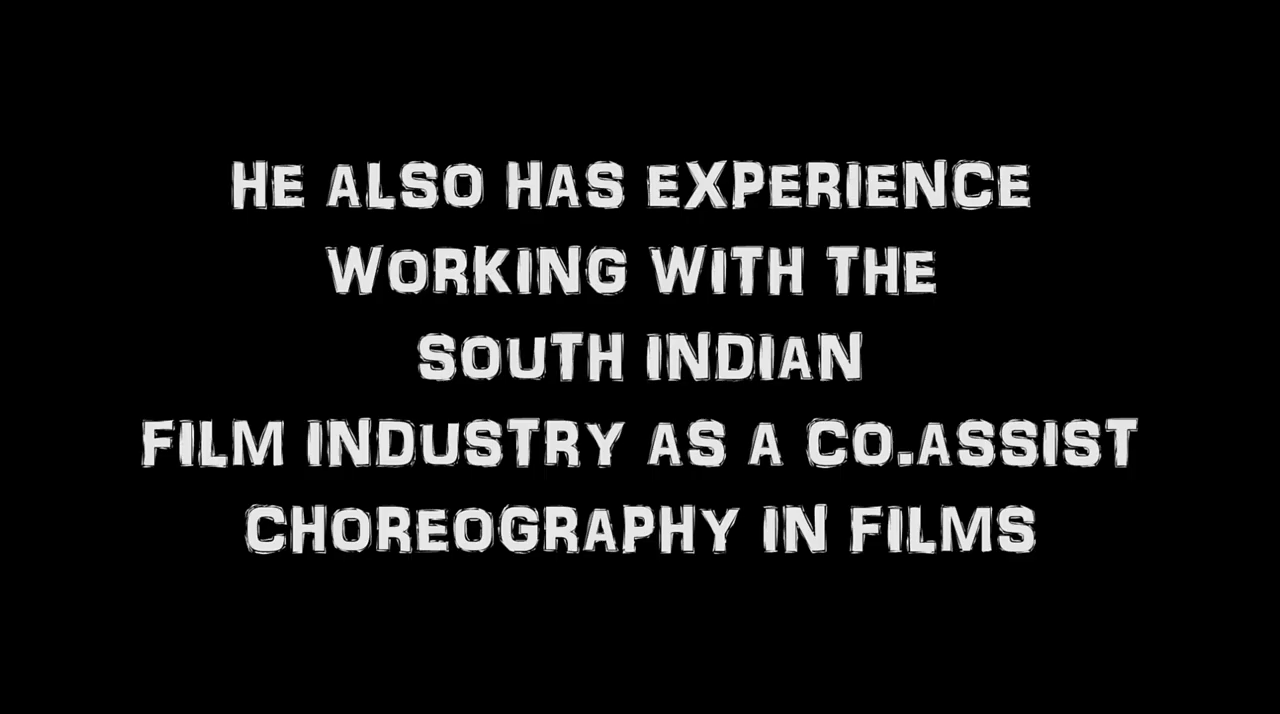 HE ALSO HAS EXPERIENCE
WORKING WITH THE
SOUTH INDIAN
FILM INDUSTRY AS A CO.ASSIST
CHOREOGRAPHY IN FILMS